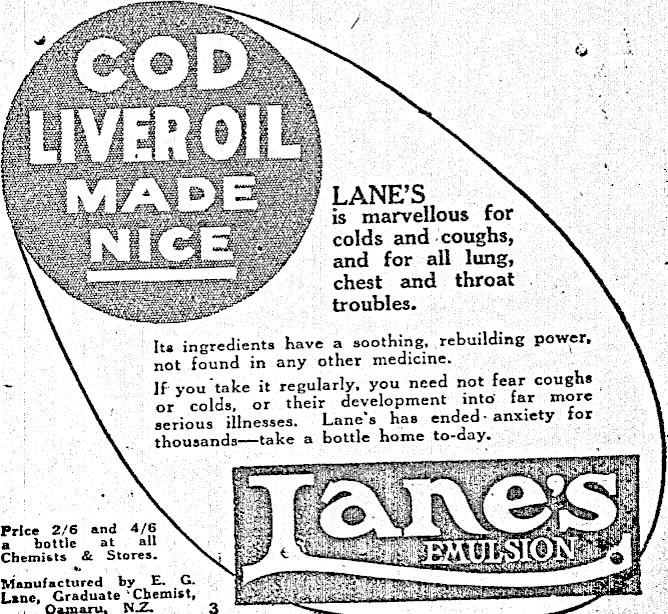 COD
LIVER OIL
MADE
NICE
LANE'S
is marvellous for
colds and coughs,
and for all lung,
chest and throat
troubles.
Its ingredients have a soothing, rebuilding power,
not found in any other medicine.
If you take it regularly, you need not fear coughs
or colds, or their development into far more
serious illnesses. Lane's has ended anxiety for
thousands—take a bottle home to-day.
Lane's
EMULSION
Price 2/6 and 4/6
a bottle at all
Chemists & Stores.
Manufactured by E. G.
Lane, Graduate Chemist,
Oamaru, N.Z. 3